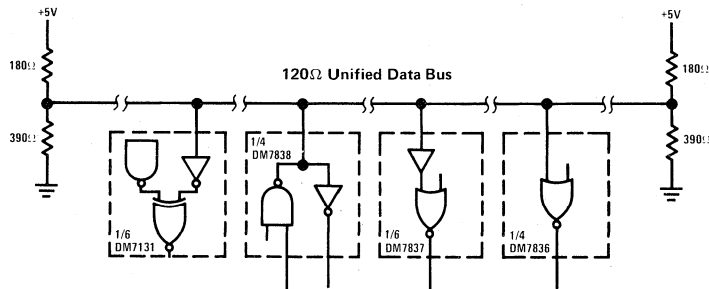 +5V
+5V
180Ω
120Ω Unified Data Bus
180Ω
390Ω
390Ω
1/4
DM7838
1/6
DM7131
1/6
DM7837
1/4
DM7836